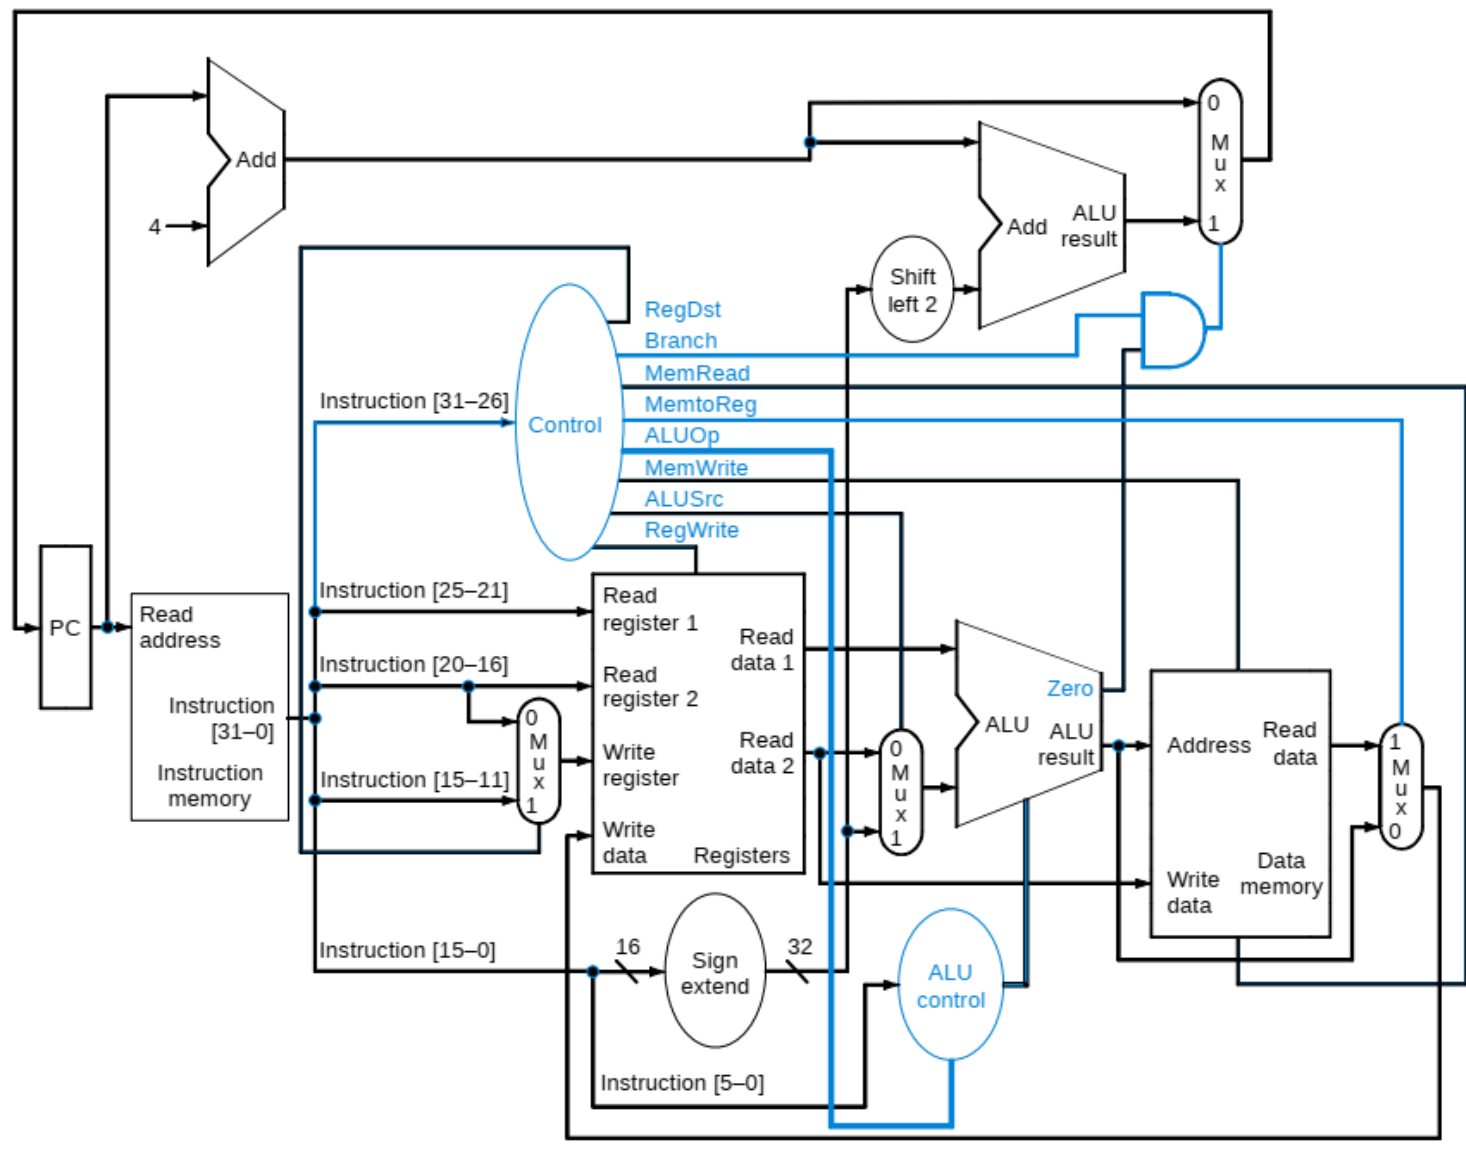 0
M
u
x
1
Add
4
Add
ALU
result
Shift
left 2
RegDst
Branch
MemRead
MemtoReg
ALUOp
MemWrite
ALUSrc
RegWrite
Control
Instruction [31–26]
Instruction [25–21]
Instruction [20–16]
Instruction [15–11]
Instruction [15–0]
Instruction [5–0]
PC
Read
address
Instruction
[31–0]
Instruction
memory
0
M
u
x
1
Read
register 1
Read
register 2
Write
register
Write
data
Read
data 1
Read
data 2
Registers
0
M
u
x
1
Zero
ALU
ALU
result
Address
Read
data
Write
data
Data
memory
1
M
u
x
0
16
Sign
extend
32
ALU
control